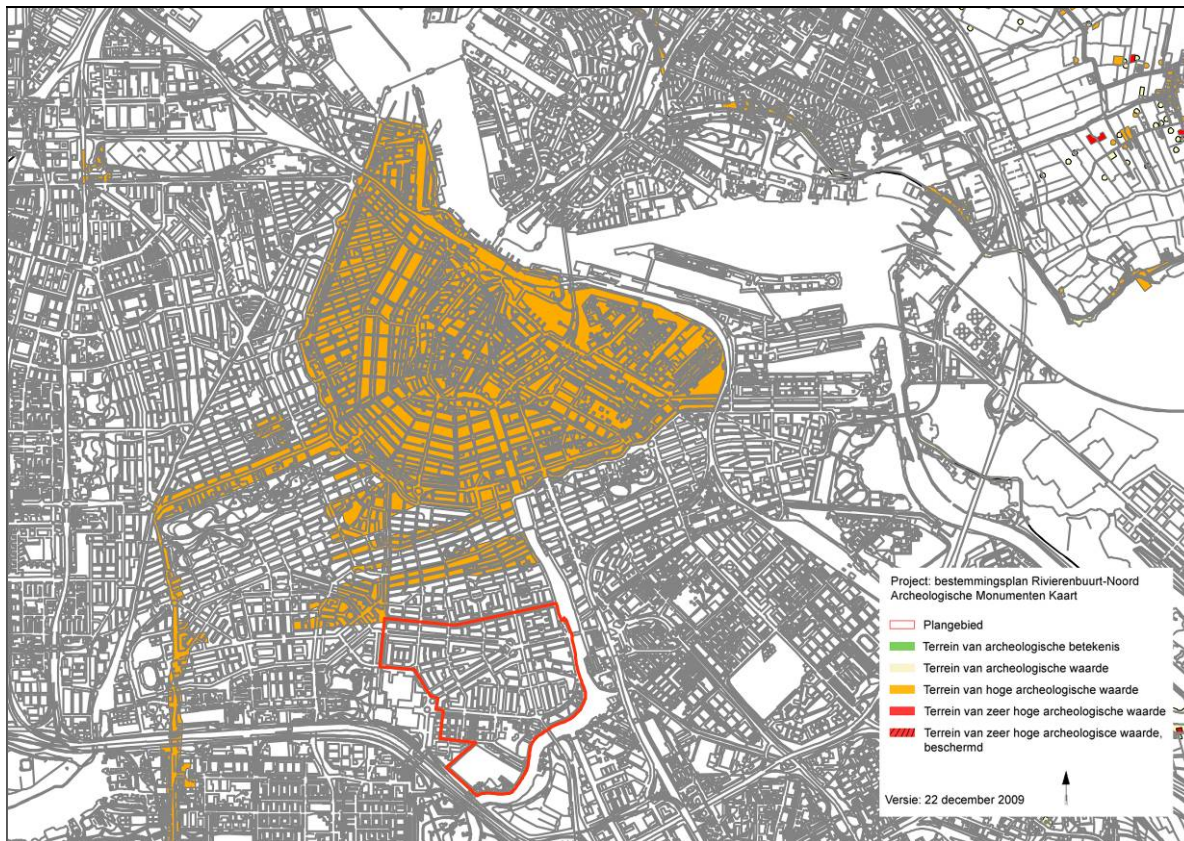 Project: bestemmingsplan Rivierenbuurt-Noord
Archeologische Monumenten Kaart
Plangebied
Terrein van archeologische betekenis
Terrein van archeologische waarde
Terrein van hoge archeologische waarde
Terrein van zeer hoge archeologische waarde
Terrein van zeer hoge archeologisce waarde,
beschermd
Versie: 22 december 2009